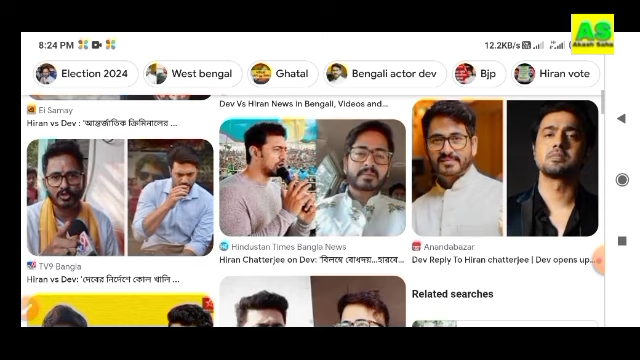 AS
Akash Saha
8:24 PM
12.2KB/s
Election 2024
West bengal
Ghatal
Bengali actor dev
Bjp
Hiran vote
Ei Samay
Hiran vs Dev : 'আন্তর্জাতিক ক্রিমিনালের ...
Dev Vs Hiran News in Bengali, Videos and...
TV9 Bangla
Hiran vs Dev: 'দেবের নির্দেশে কোল খালি ...
Hindustan Times Bangla News
Hiran Chatterjee on Dev: 'বিলম্বে বোধদয়...হারবে...
Anandabazar
Dev Reply To Hiran chatterjee | Dev opens up...
Related searches